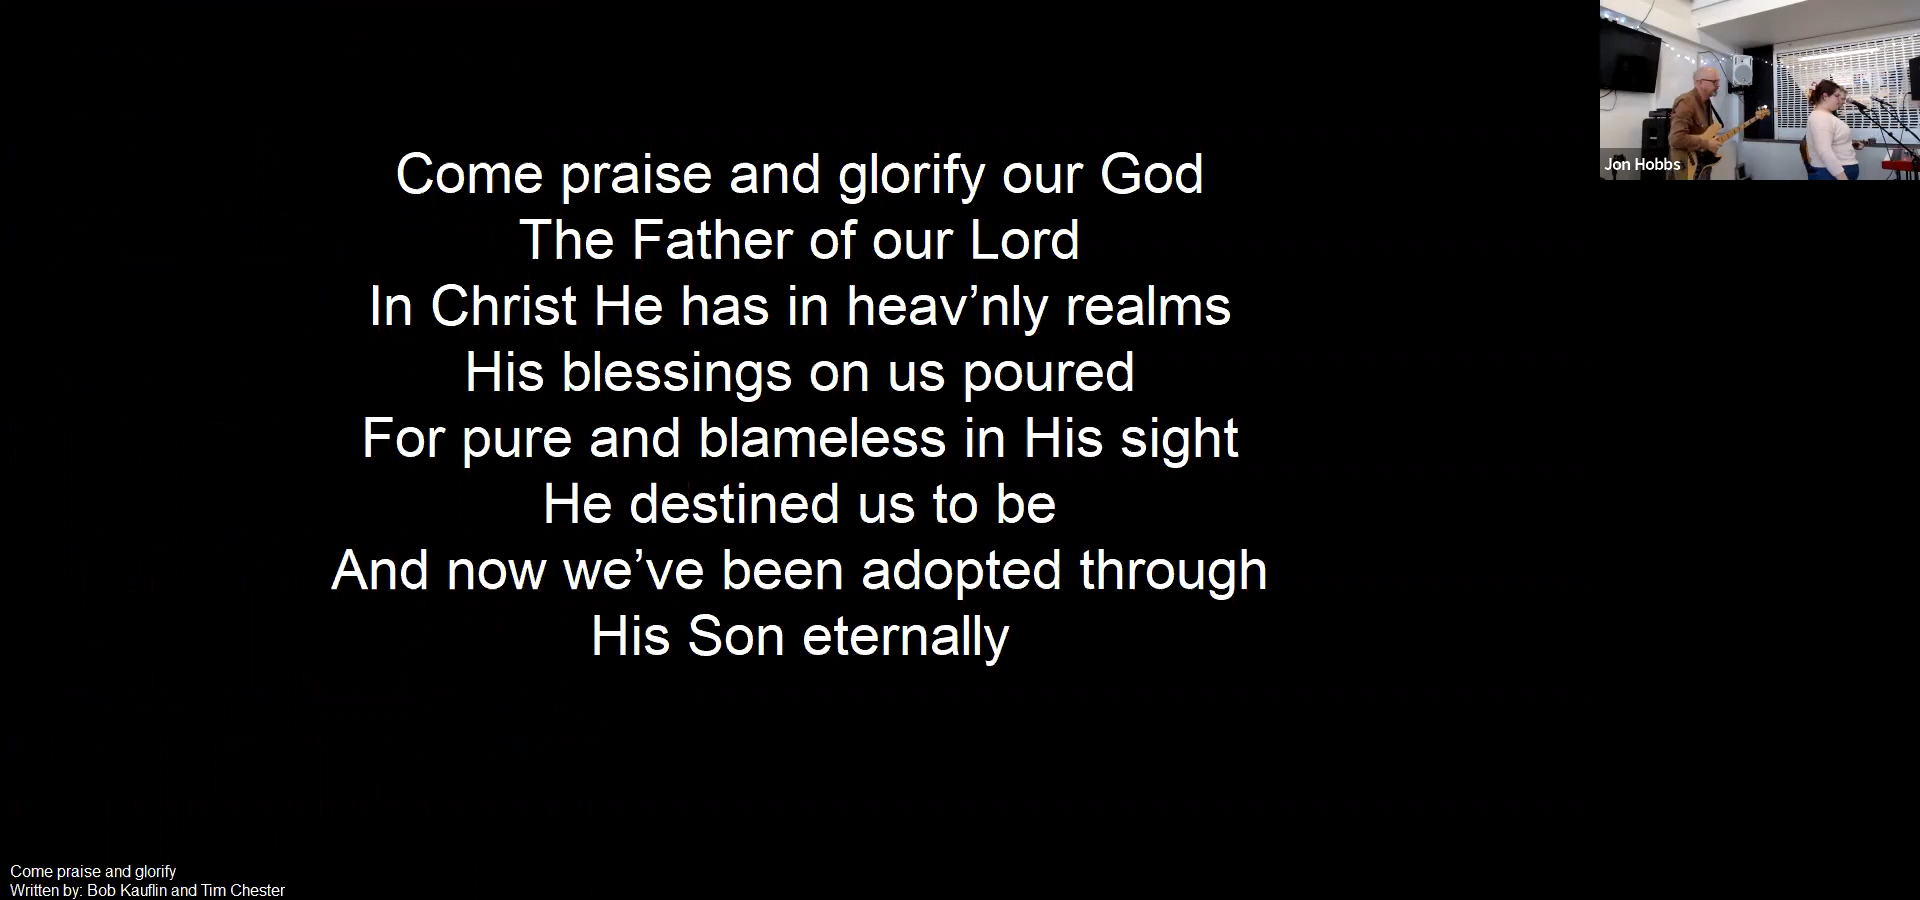 Come praise and glorify our God
The Father of our Lord
In Christ He has in heav’nly realms
His blessings on us poured
For pure and blameless in His sight
He destined us to be
And now we’ve been adopted through
His Son eternally
Jon Hobbs
Come praise and glorify
Written by: Bob Kauflin and Tim Chester